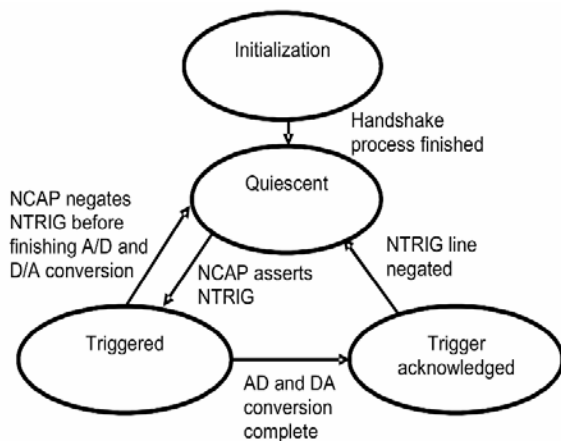 Initialization
Handshake
process finished
Quiescent
NCAP negates
NTRIG before
finishing A/D and
D/A conversion
NCAP asserts
NTRIG
NTRIG line
negated
Triggered
Trigger
acknowledged
AD and DA
conversion
complete